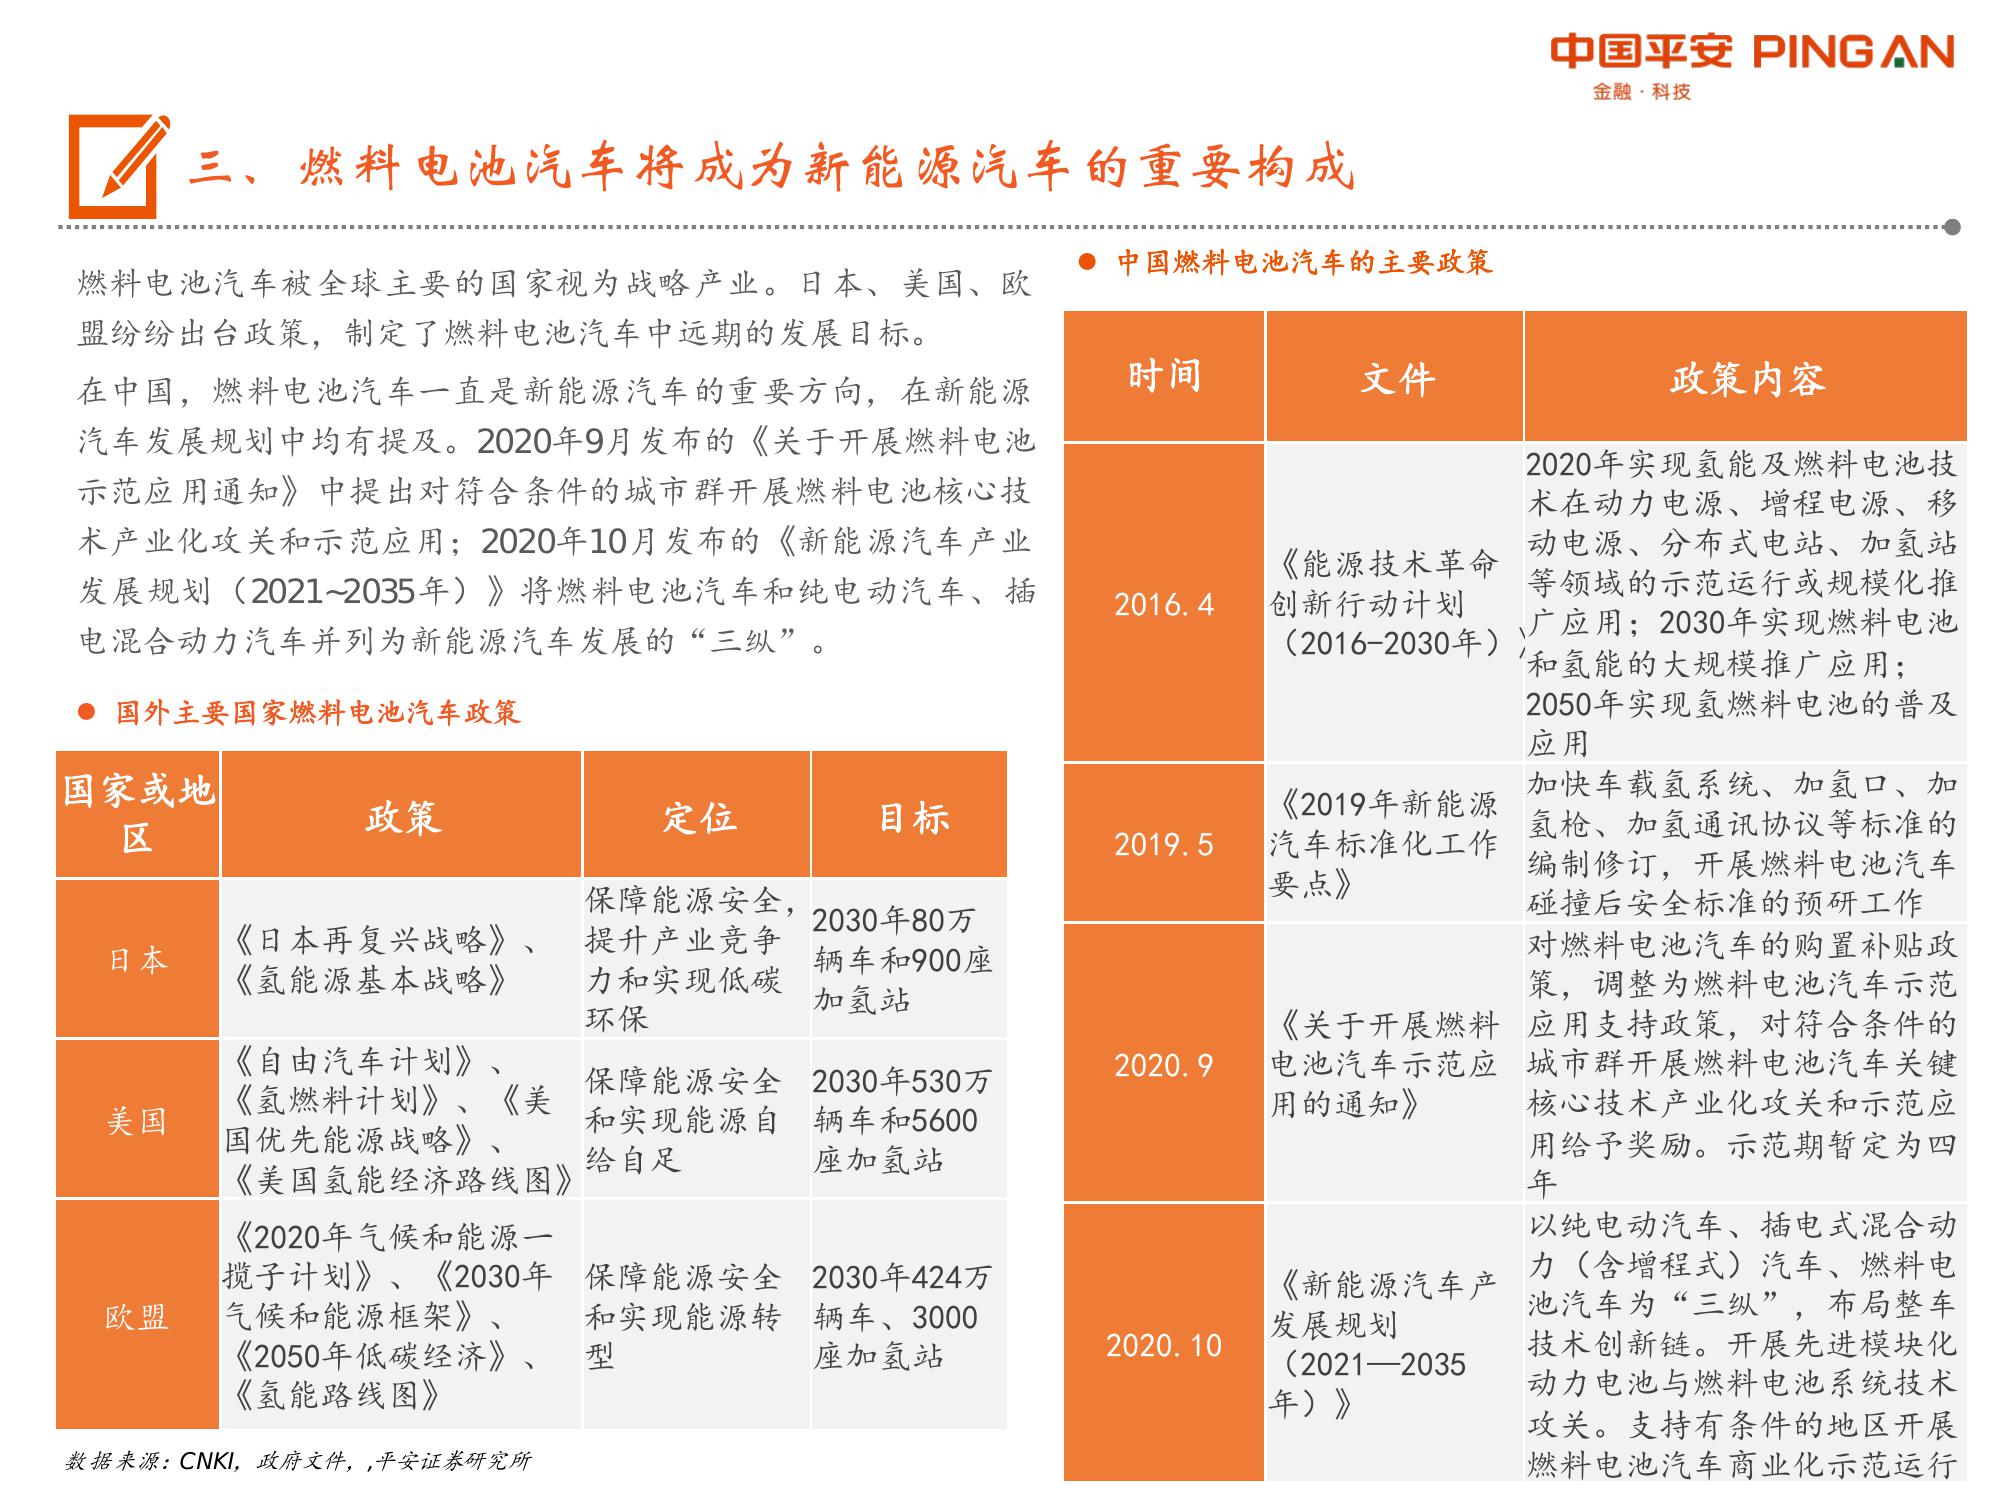 中国平安 PING AN
金融·科技
三、燃料电池汽车将成为新能源汽车的重要构成
燃料电池汽车被全球主要的国家视为战略产业。日本、美国、欧
盟纷纷出台政策，制定了燃料电池汽车中远期的发展目标。
在中国，燃料电池汽车一直是新能源汽车的重要方向，在新能源
汽车发展规划中均有提及。2020年9月发布的《关于开展燃料电池
示范应用通知》中提出对符合条件的城市群开展燃料电池核心技
术产业化攻关和示范应用；2020年10月发布的《新能源汽车产业
发展规划（2021~2035年）》将燃料电池汽车和纯电动汽车、插
电混合动力汽车并列为新能源汽车发展的“三纵”。
国外主要国家燃料电池汽车政策
国家或地
区
政策
定位
目标
日本
《日本再复兴战略》、
《氢能源基本战略》
保障能源安全，
提升产业竞争
力和实现低碳
环保
2030年80万
辆车和900座
加氢站
美国
《自由汽车计划》、
《氢燃料计划》、《美
国优先能源战略》、
《美国氢能经济路线图》
保障能源安全
和实现能源自
给自足
2030年530万
辆车和5600
座加氢站
欧盟
《2020年气候和能源一
揽子计划》、《2030年
气候和能源框架》、
《2050年低碳经济》、
《氢能路线图》
保障能源安全
和实现能源转
型
2030年424万
辆车、3000
座加氢站
数据来源: CNKI，政府文件，,平安证券研究所
中国燃料电池汽车的主要政策
时间
文件
政策内容
2016.4
《能源技术革命
创新行动计划
（2016-2030年）》
2020年实现氢能及燃料电池技
术在动力电源、增程电源、移
动电源、分布式电站、加氢站
等领域的示范运行或规模化推
广应用；2030年实现燃料电池
和氢能的大规模推广应用；
2050年实现氢燃料电池的普及
应用
2019.5
《2019年新能源
汽车标准化工作
要点》
加快车载氢系统、加氢口、加
氢枪、加氢通讯协议等标准的
编制修订，开展燃料电池汽车
碰撞后安全标准的预研工作
2020.9
《关于开展燃料
电池汽车示范应
用的通知》
对燃料电池汽车的购置补贴政
策，调整为燃料电池汽车示范
应用支持政策，对符合条件的
城市群开展燃料电池汽车关键
核心技术产业化攻关和示范应
用给予奖励。示范期暂定为四
年
2020.10
《新能源汽车产
发展规划
（2021—2035
年）》
以纯电动汽车、插电式混合动
力（含增程式）汽车、燃料电
池汽车为“三纵”，布局整车
技术创新链。开展先进模块化
动力电池与燃料电池系统技术
攻关。支持有条件的地区开展
燃料电池汽车商业化示范运行